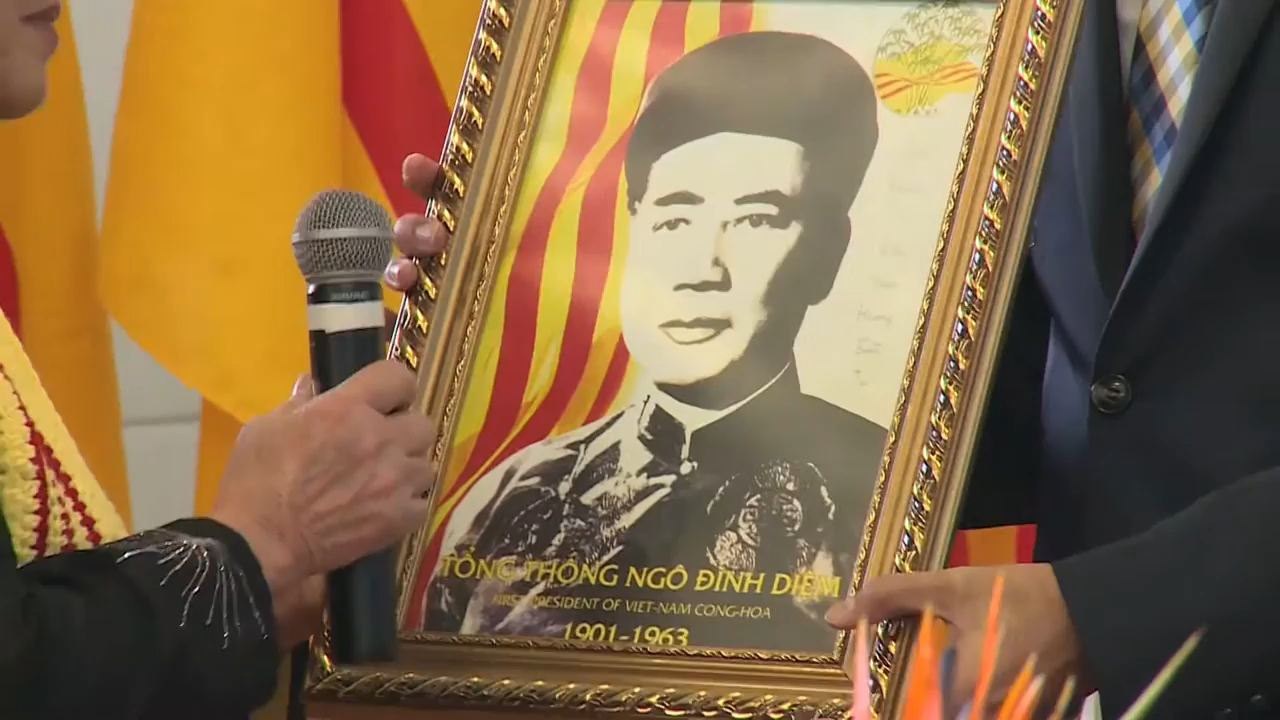 TỔNG THỐNG NGÔ ĐÌNH DIỆM
FIRST PRESIDENT OF VIET-NAM CONG-HOA
1901-1963